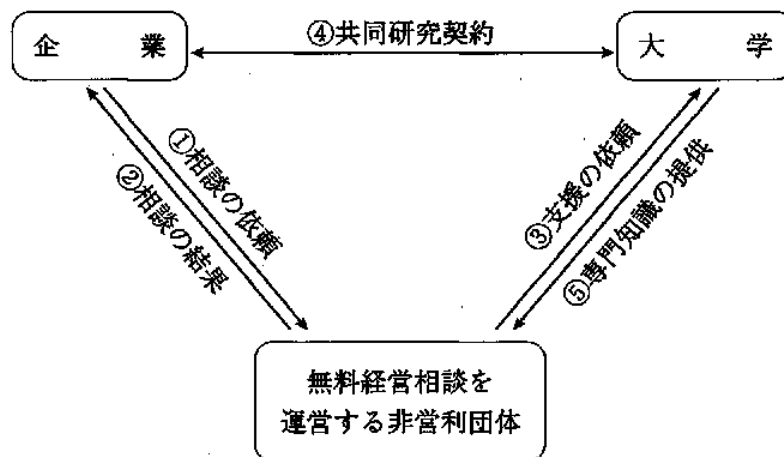 企　業
④共同研究契約
大　学
①相談の依頼
②相談の結果
③支援の依頼
⑤専門知識の提供
無料経営相談を
運営する非営利団体